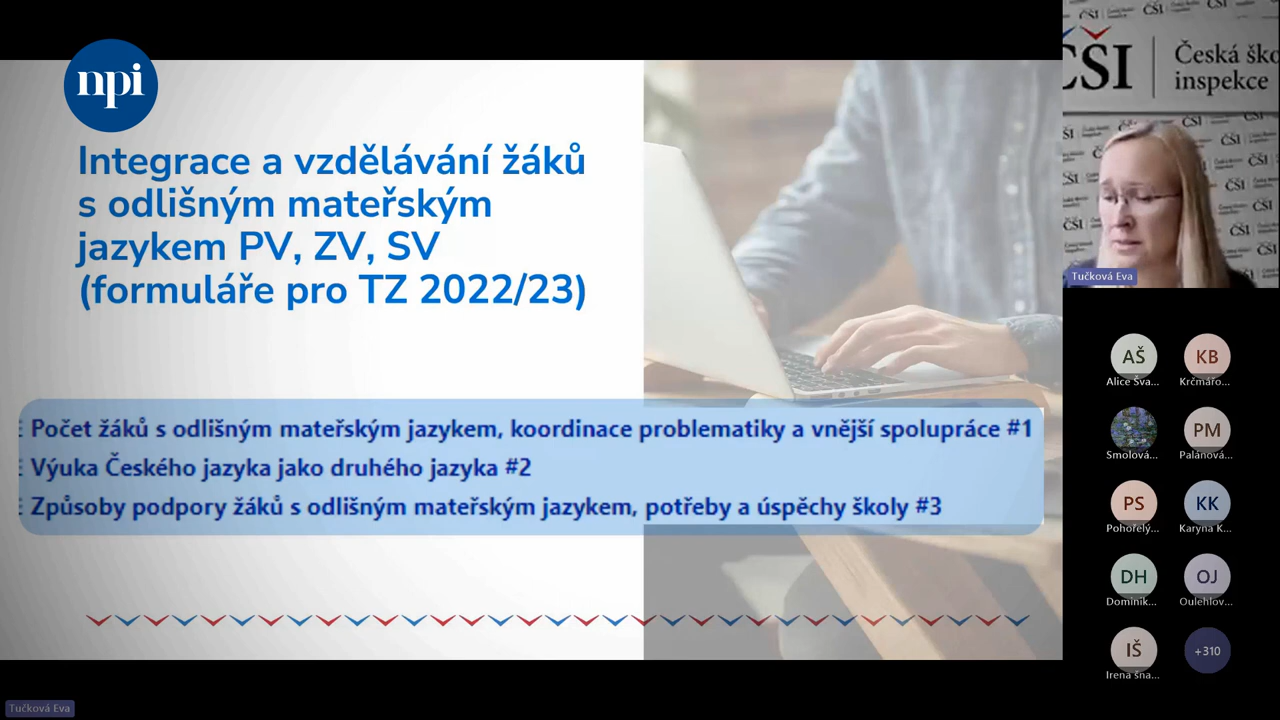 npi
Integrace a vzdělávání žáků
s odlišným mateřským
jazykem PV, ZV, SV
(formuláře pro TZ 2022/23)
Počet žáků s odlišným mateřským jazykem, koordinace problematiky a vnější spolupráce #1
Výuka Českého jazyka jako druhého jazyka #2
Způsoby podpory žáků s odlišným mateřským jazykem, potřeby a úspěchy školy #3
Tučková Eva
ČŠI
Česká ško
inspekce
ČŠI
Tučková Eva
AŠ
Alice Šva...
KB
Krčmářo...
Smolová...
PM
Palánová...
PS
Pohořelý...
KK
Karyna K...
DH
Dominik...
OJ
Oulehlov...
IŠ
Irena šna...
+310